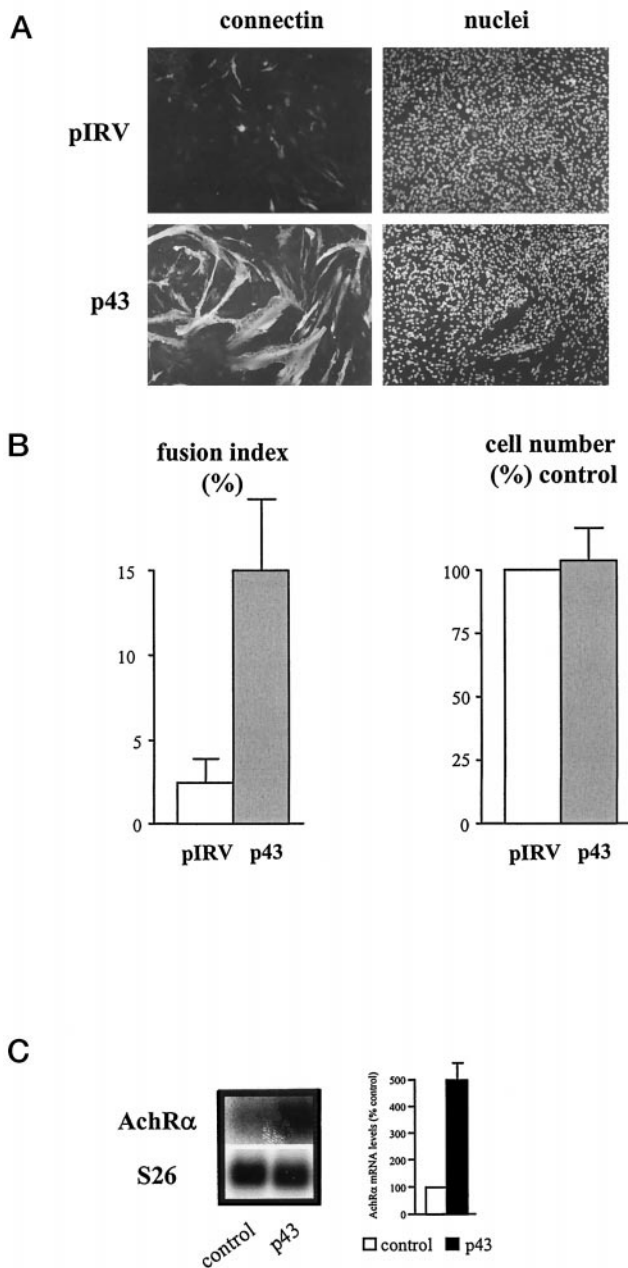 A
connectin
nuclei
pIRV
p43
B
fusion index
(%)
15
15
5
0
pIRV p43
cell number
(%) control
100
75
50
25
0
pIRV p43
C
AchRα
S26
control
p43
AchRα mRNA levels (% control)
500
400
300
200
100
0
control p43